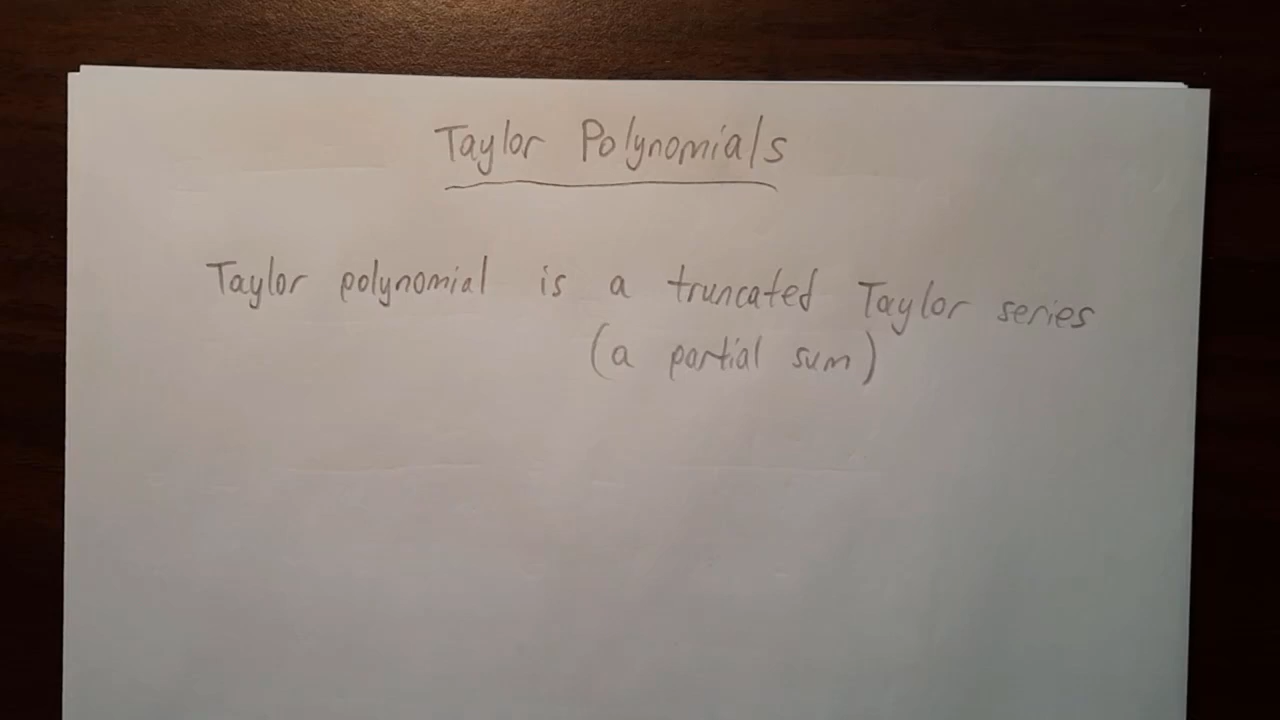 Taylor Polynomials
Taylor polynomial is a truncated Taylor series
(a partial sum)